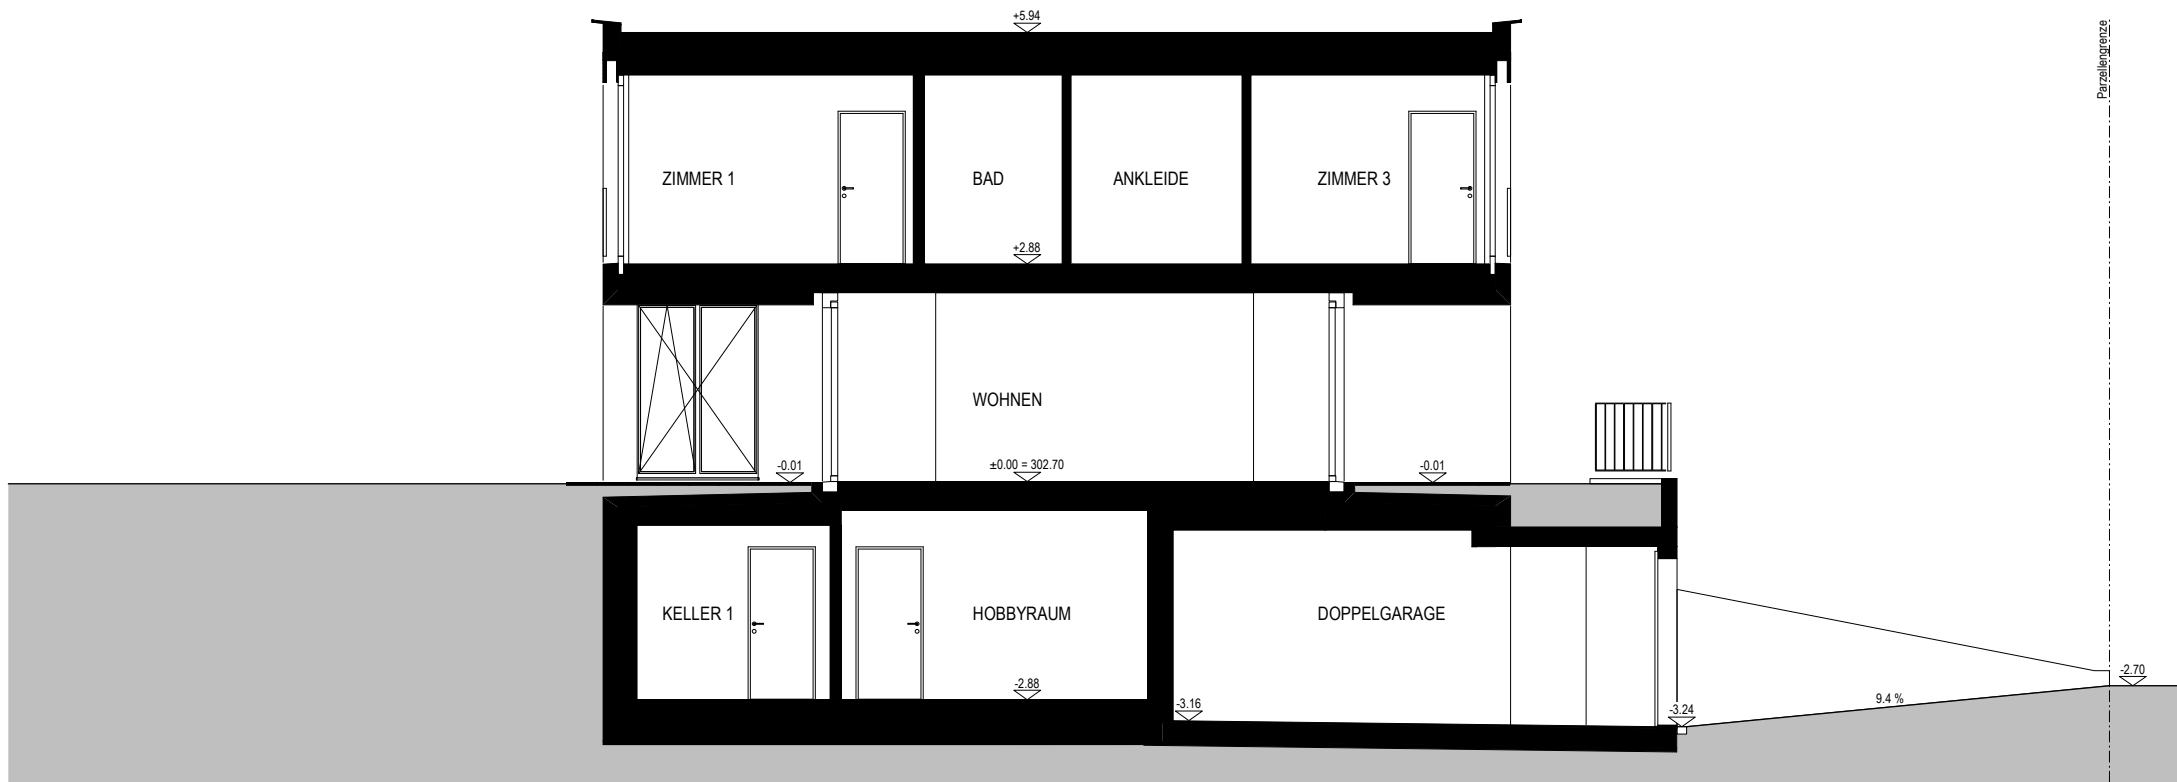 +5.94
Parzellengrenze
ZIMMER 1
BAD
ANKLEIDE
ZIMMER 3
+2.88
WOHNEN
-0.01
±0.00 = 302.70
-0.01
KELLER 1
HOBBYRAUM
DOPPELGARAGE
-2.88
-3.16
-3.24
9.4 %
-2.70